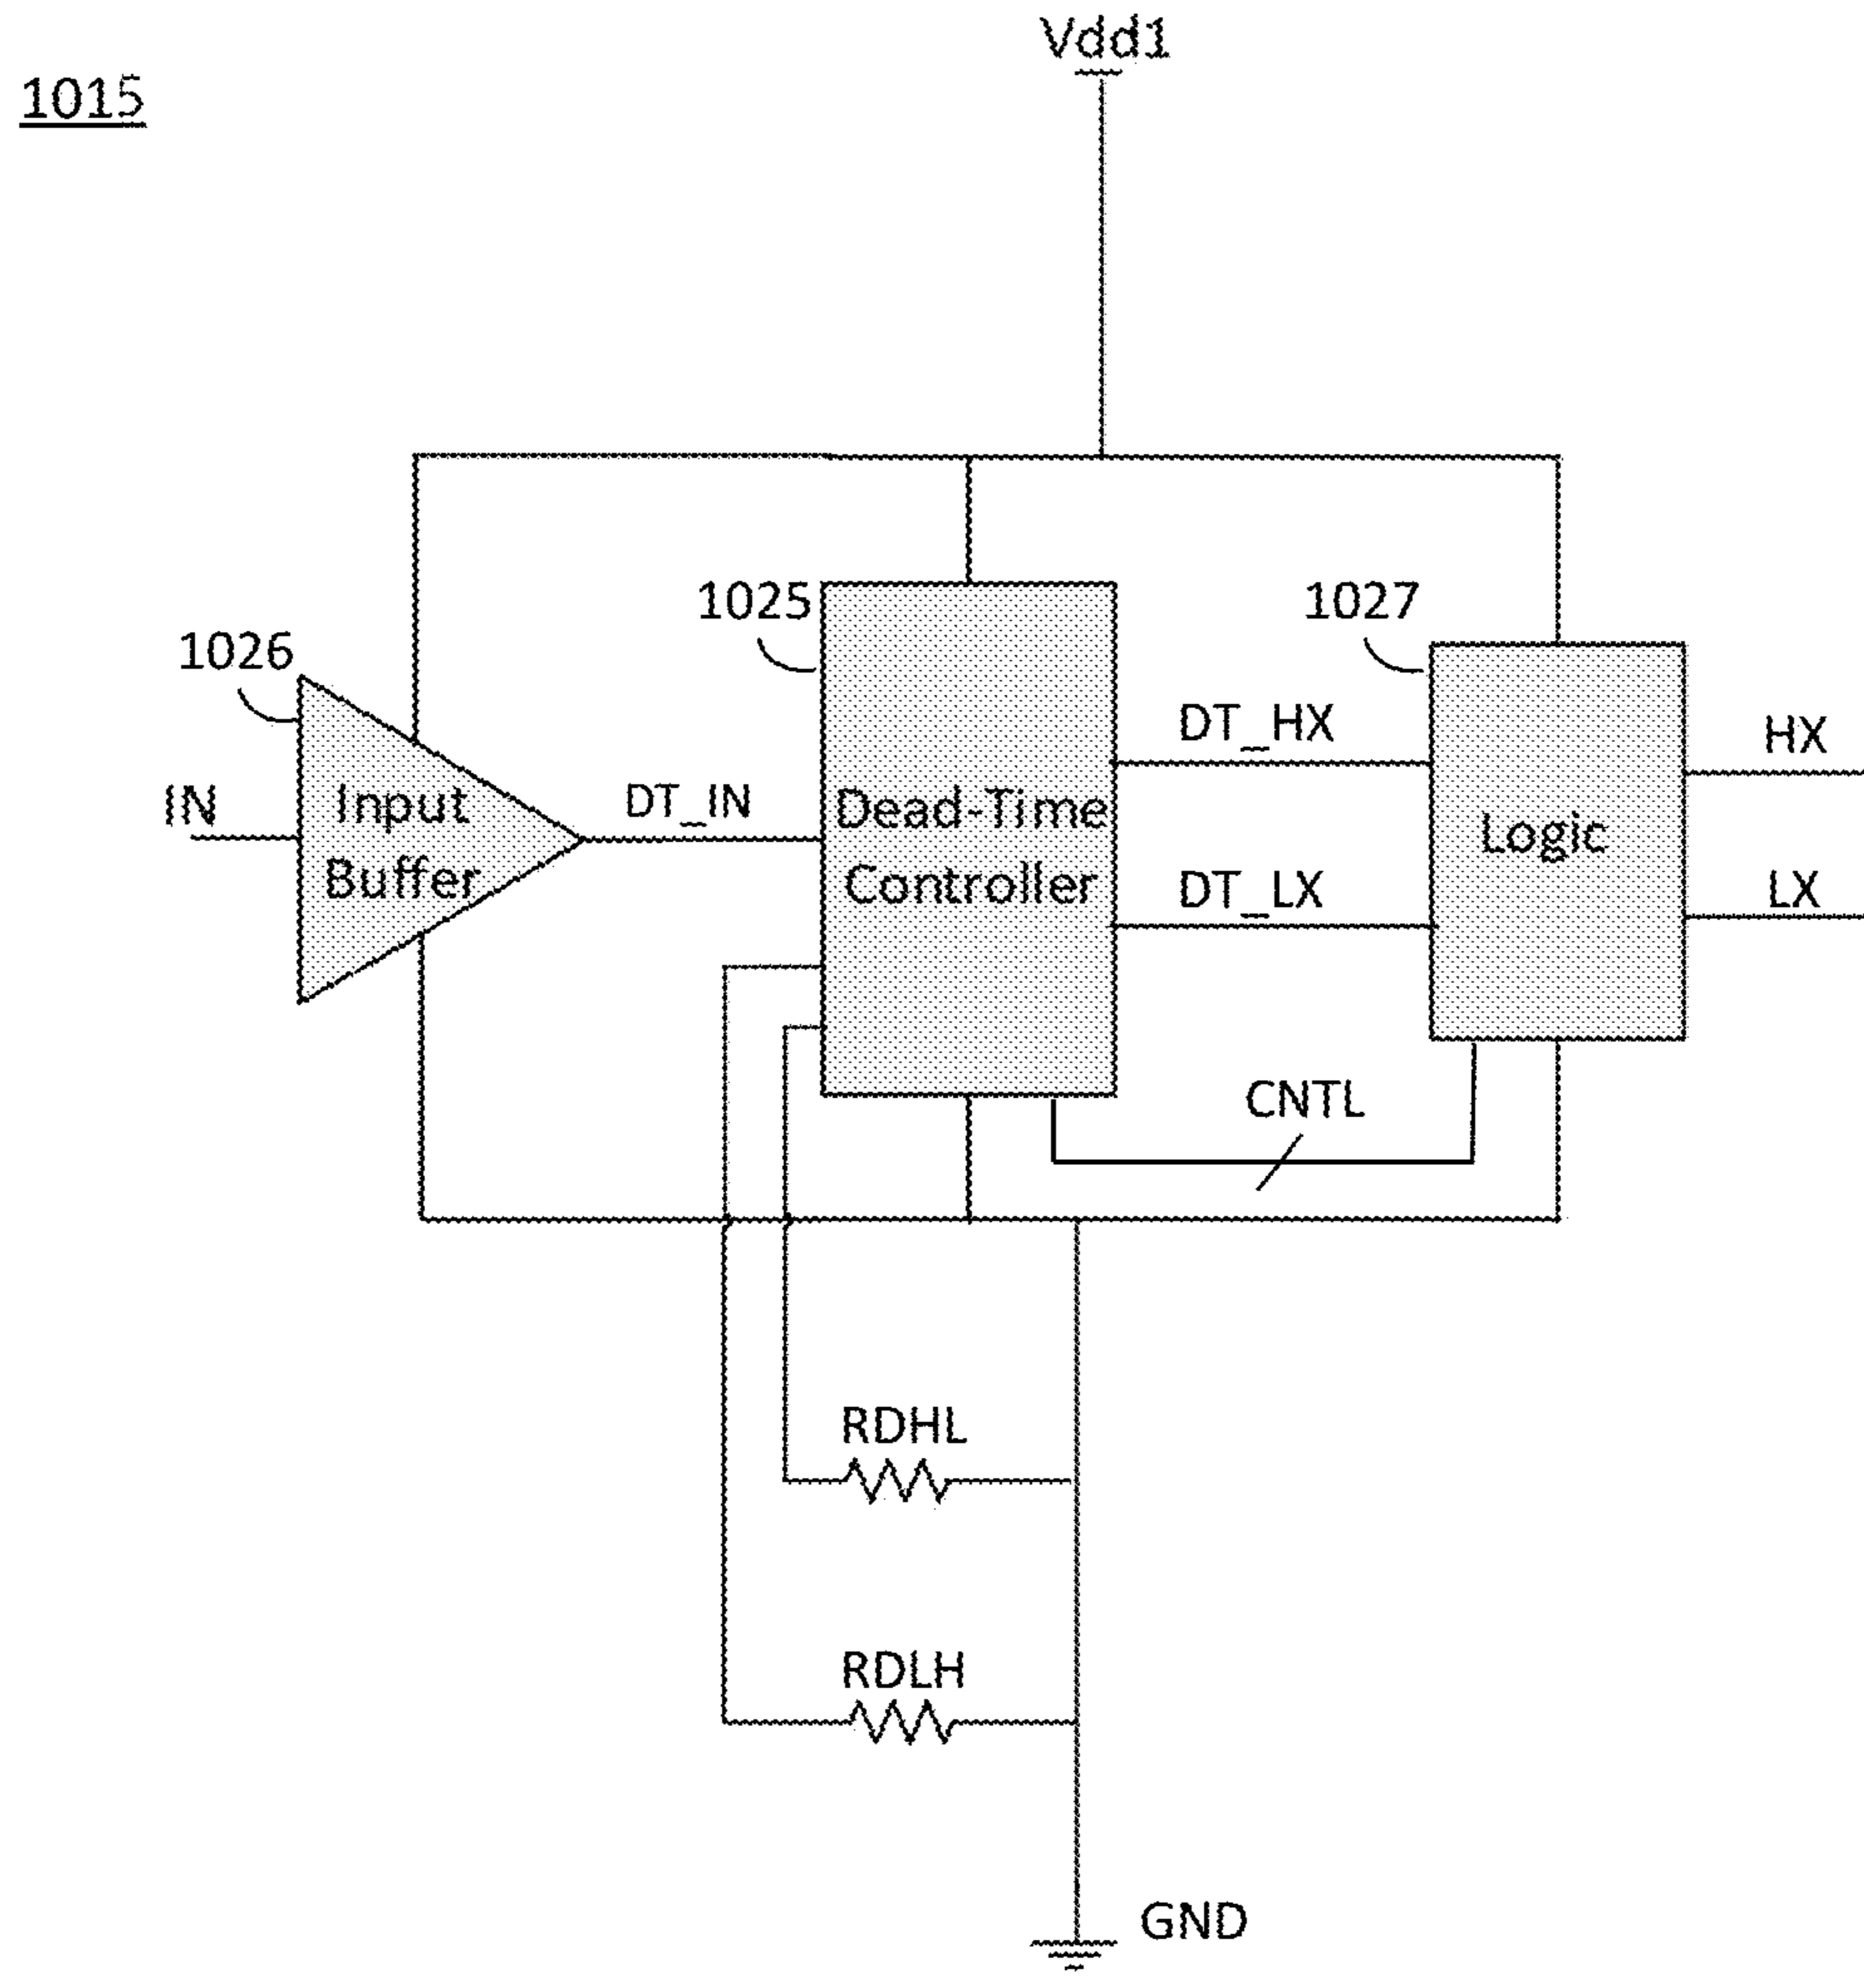 Vdd1
1015
1025
1027
1026
DT_HX
HX
IN
Input
Buffer
DT_IN
Dead-Time
Controller
Logic
DT_LX
LX
CNTL
RDHL
RDLH
GND